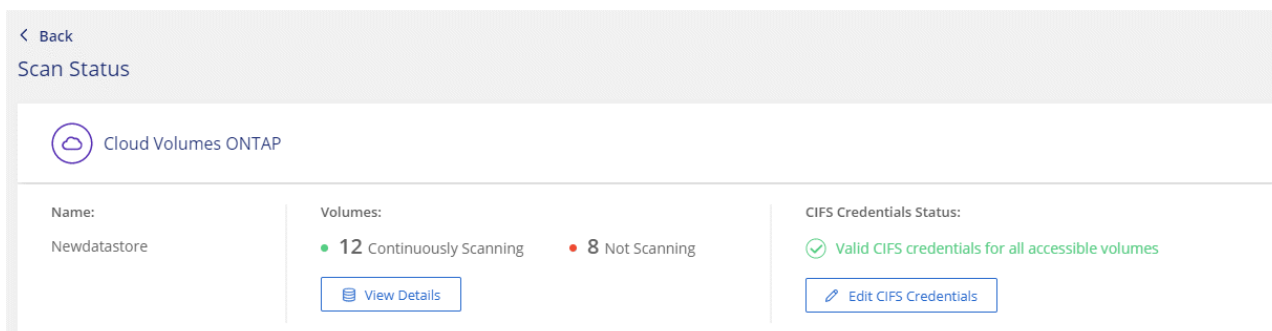 Back
Scan Status
Cloud Volumes ONTAP
Name:
Newdatastore
Volumes:
12 Continuously Scanning
8 Not Scanning
View Details
CIFS Credentials Status:
Valid CIFS credentials for all accessible volumes
Edit CIFS Credentials